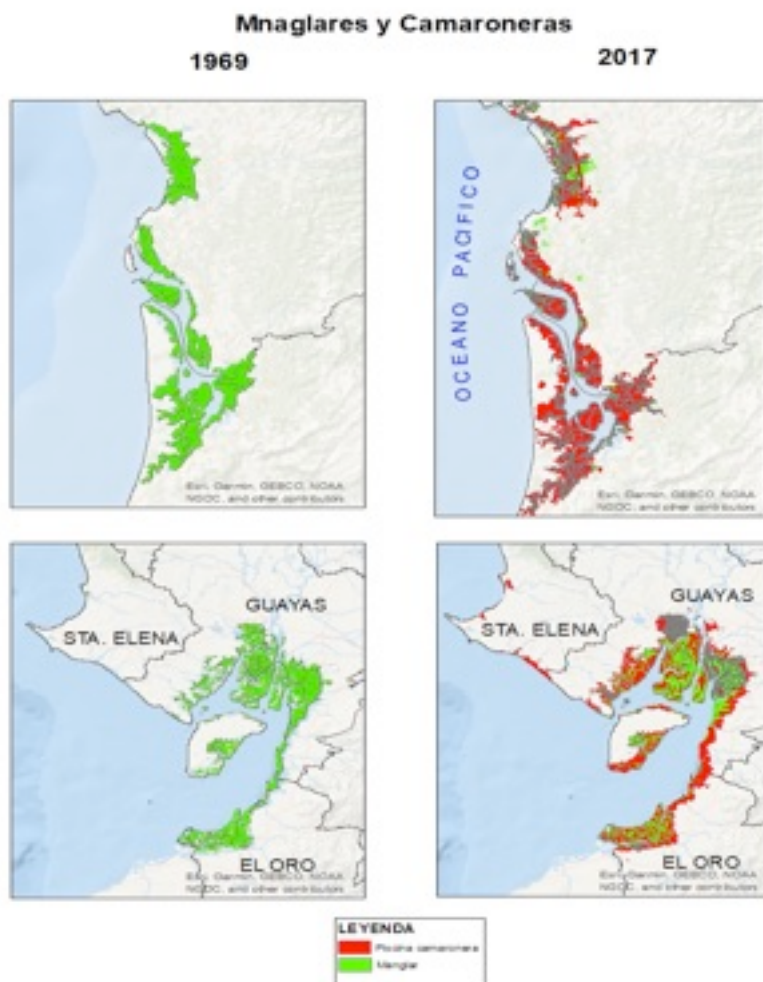 Mnaglares y Camaroneras
1969
2017
OCEANO PACIFICO
Esri, Garmin, GEBCO, NOAA
NGDC, and other contributors
Esri, Garmin, GEBCO, NOAA
NGDC, and other contributors
GUAYAS
STA. ELENA
EL ORO
Esri, Garmin, GEBCO, NOAA
NGDC, and other contributors
GUAYAS
STA. ELENA
EL ORO
Esri, Garmin, GEBCO, NOAA
NGDC, and other contributors
LEYENDA
Piscina camaronera
Manglar